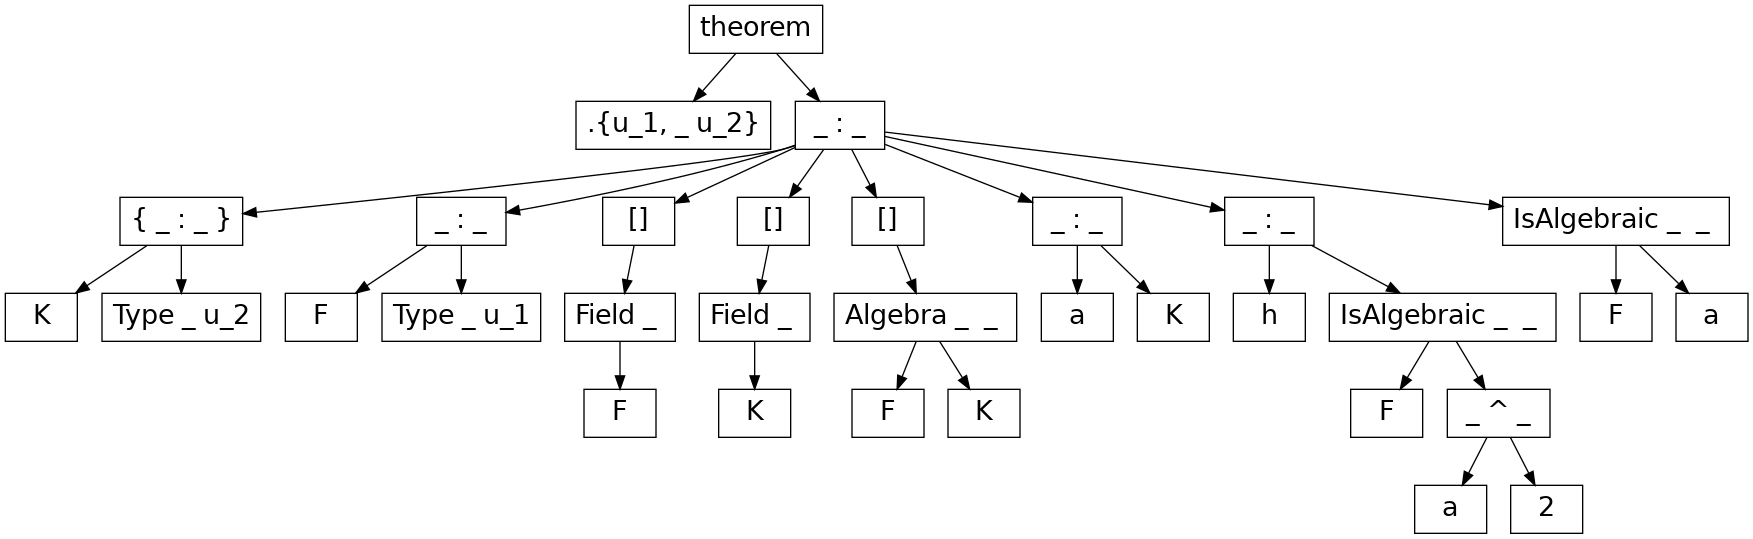 theorem
.{u_1, _ u_2} _ : _
{ _ : _ } _ : _ [] [] [] _ : _ _ : _ IsAlgebraic _ _
K Type _ u_2 F Type _ u_1 Field _ Field _ Algebra _ _ a K h IsAlgebraic _ _ F a
F K F K F _ ^ _
a 2